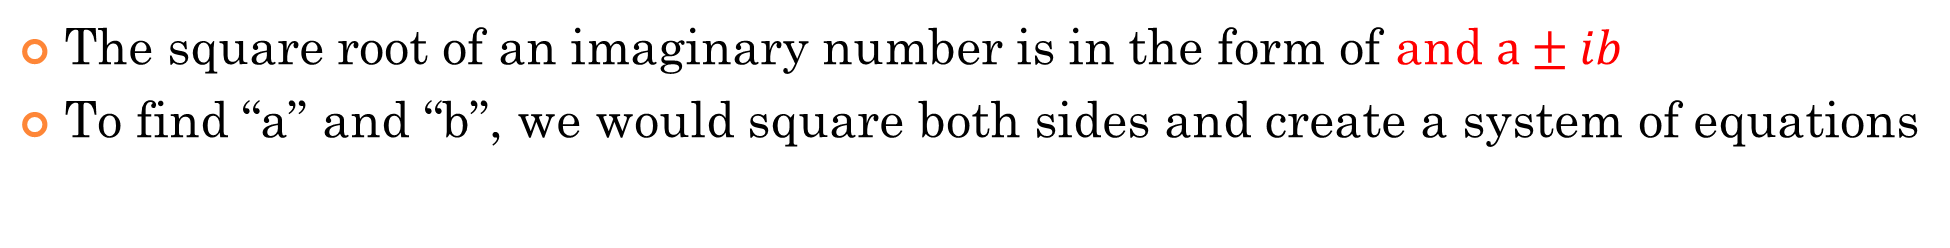 The square root of an imaginary number is in the form of and a ± ib
To find “a” and “b”, we would square both sides and create a system of equations